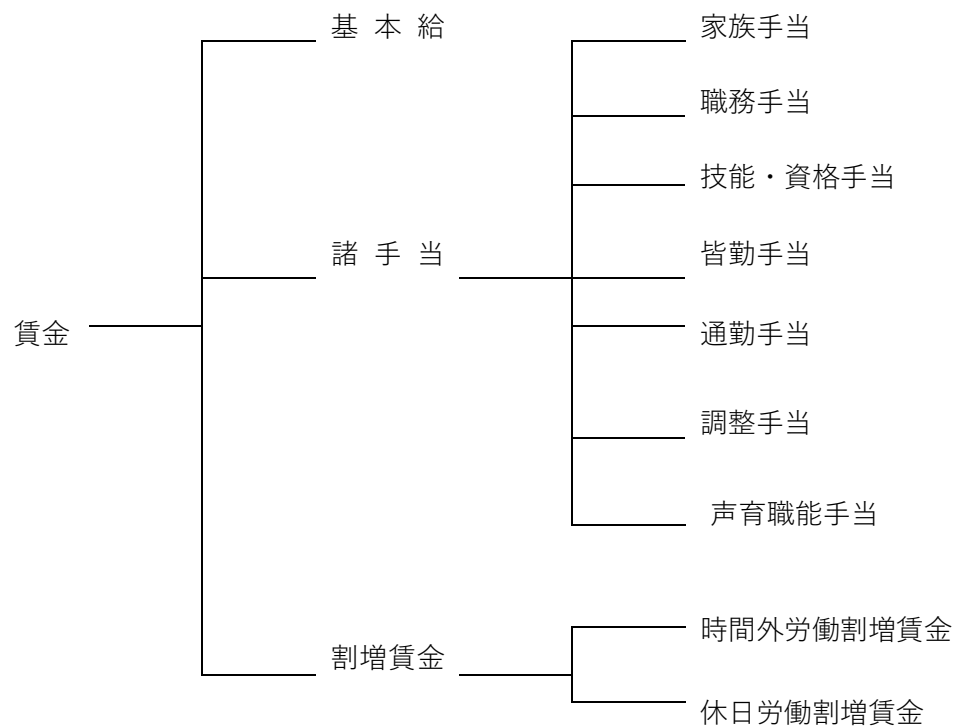 基 本 給
家族手当
職務手当
技能・資格手当
諸 手 当
皆勤手当
賃金
通勤手当
調整手当
声育職能手当
時間外労働割増賃金
割増賃金
休日労働割増賃金